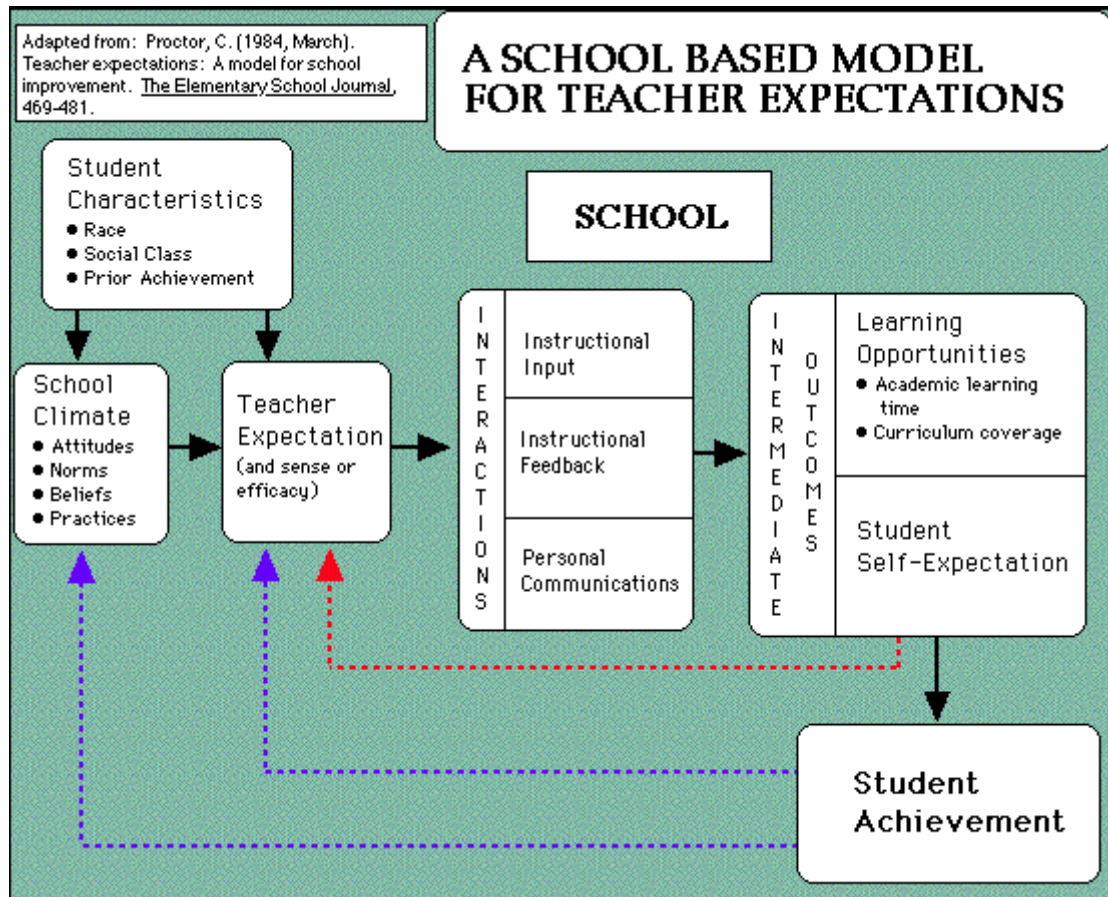 Adapted from: Proctor, C. (1984, March).
Teacher expectations: A model for school
improvement. The Elementary School Journal,
469-481.
A SCHOOL BASED MODEL
FOR TEACHER EXPECTATIONS
Student
Characteristics
● Race
● Social Class
● Prior Achievement
SCHOOL
School
Climate
● Attitudes
● Norms
● Beliefs
● Practices
Teacher
Expectation
(and sense or
efficacy)
INTERACTIONS
Instructional
Input
Instructional
Feedback
Personal
Communications
INTERMEDIATE
OUTCOMES
Learning
Opportunities
● Academic learning
time
● Curriculum coverage
Student
Self-Expectation
Student
Achievement